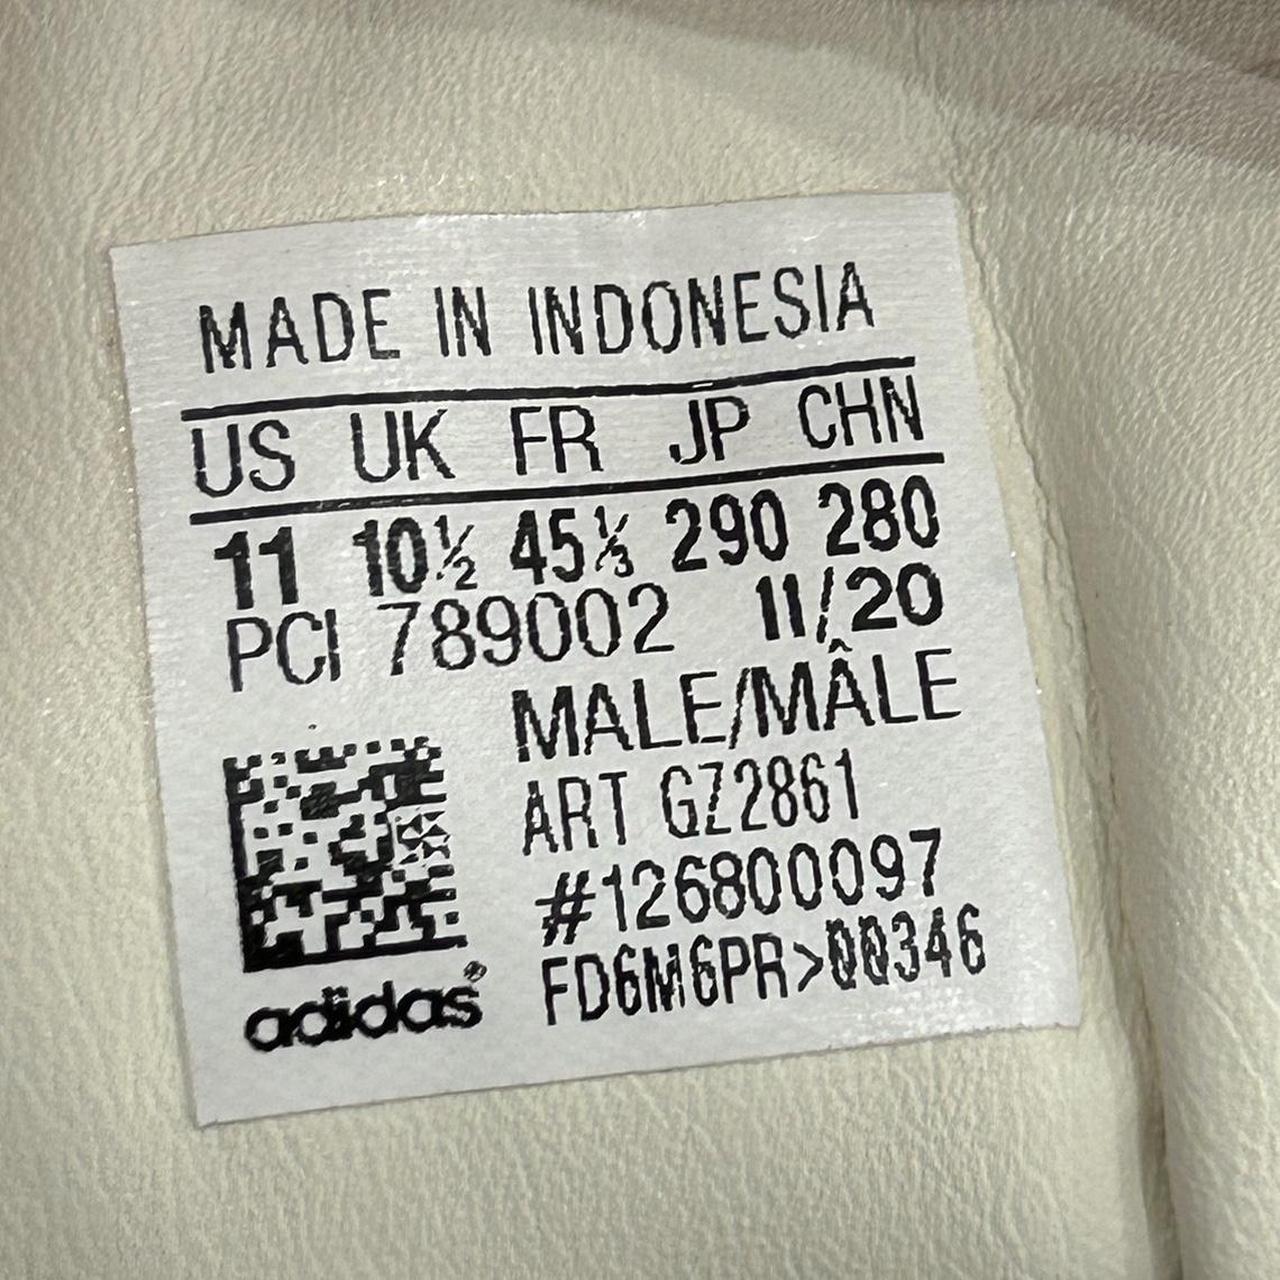 MADE IN INDONESIA
US UK FR JP CHN
11 10½ 45⅓ 290 280
PCI 789002 11/20
MALE/MÂLE
ART GZ2861
#126800097
FD6M6PR>00346
adidas®